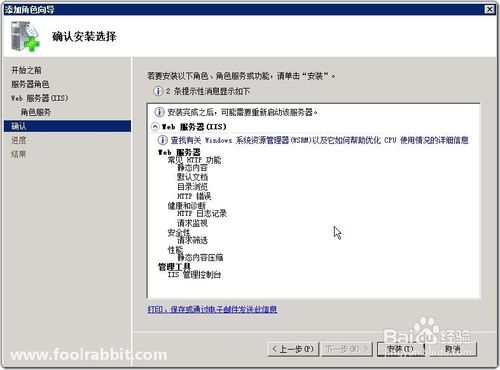 添加角色向导
确认安装选择
开始之前
服务器角色
Web 服务器(IIS)
角色服务
确认
进度
结果
若要安装以下角色、角色服务或功能，请单击“安装”。
2 条提示性消息显示如下
安装完成之后，可能需要重新启动该服务器。
Web 服务器(IIS)
查找有关 Windows 系统资源管理器(WSRM)以及它如何帮助优化 CPU 使用情况的详细信息
Web 服务器
常见 HTTP 功能
静态内容
默认文档
目录浏览
HTTP 错误
健康和诊断
HTTP 日志记录
请求监视
安全性
请求筛选
性能
静态内容压缩
管理工具
IIS 管理控制台
打印、保存或通过电子邮件发送此信息
< 上一步(P)
下一步(N) >
安装(I)
取消
Baidu 经验
www.foolrabbit.com